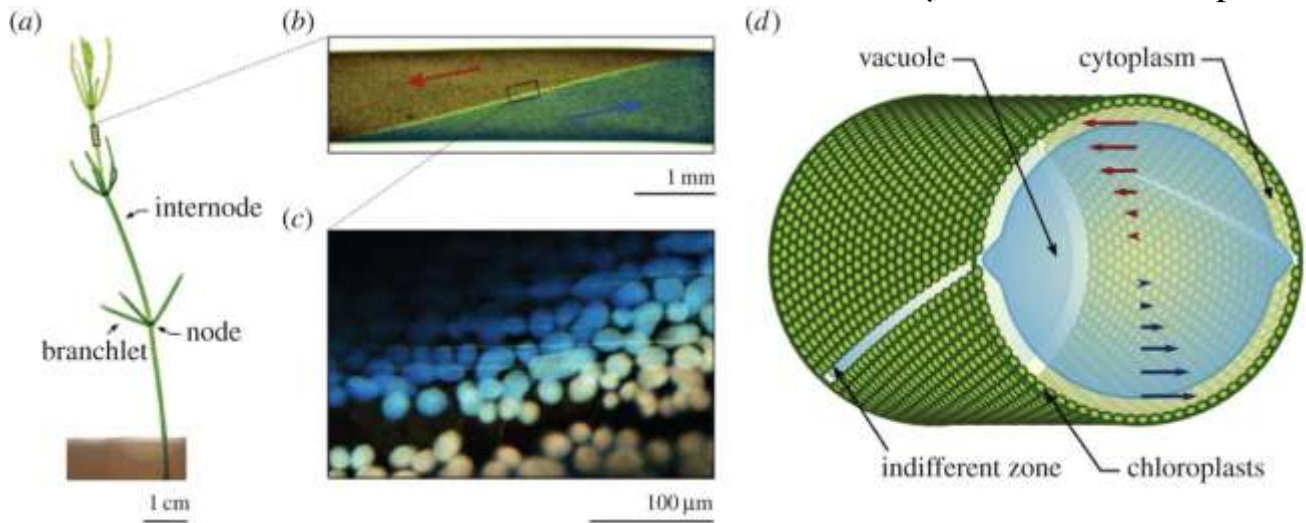 (a)
internode
node
branchlet
1 cm
(b)
1 mm
(c)
100 μm
(d)
vacuole
cytoplasm
indifferent zone
chloroplasts